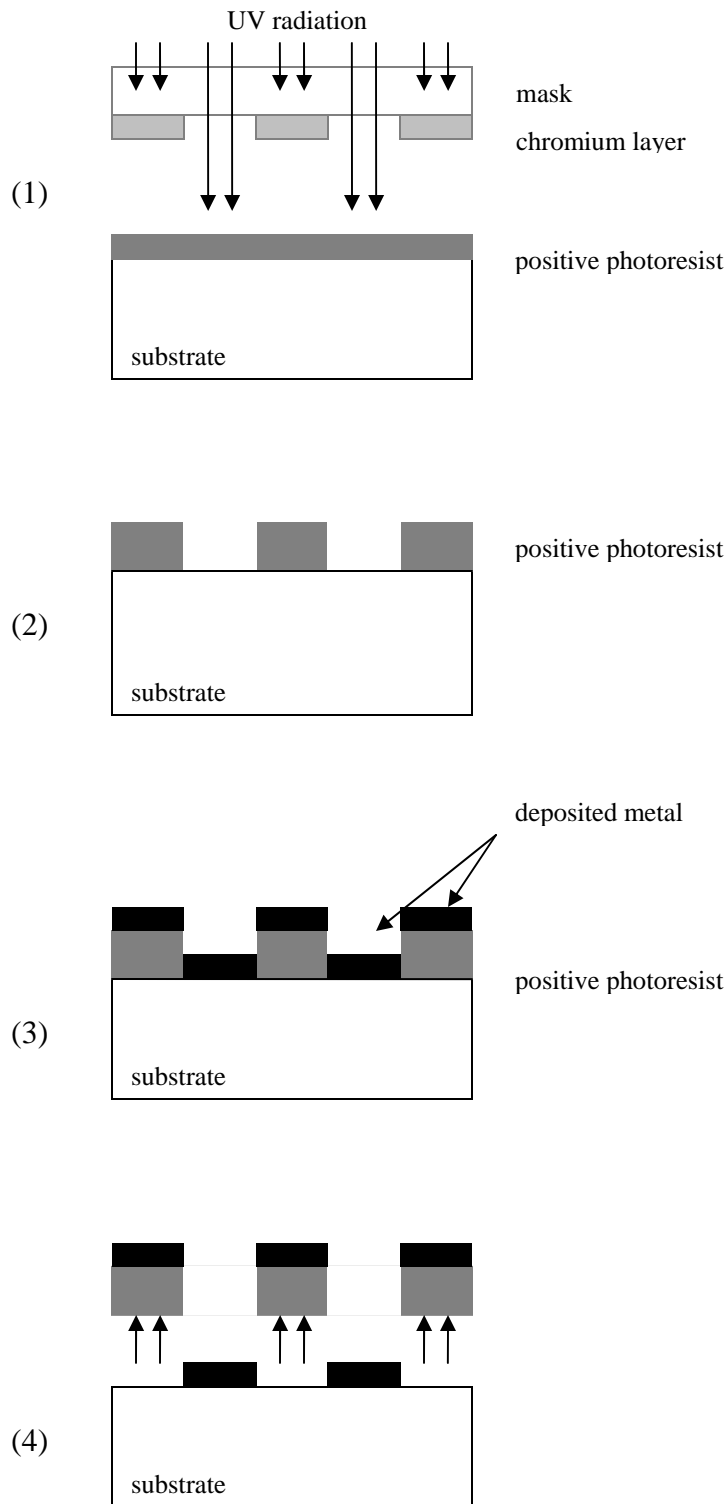 UV radiation
mask
chromium layer
(1)
positive photoresist
substrate
positive photoresist
(2)
substrate
deposited metal
positive photoresist
(3)
substrate
(4)
substrate